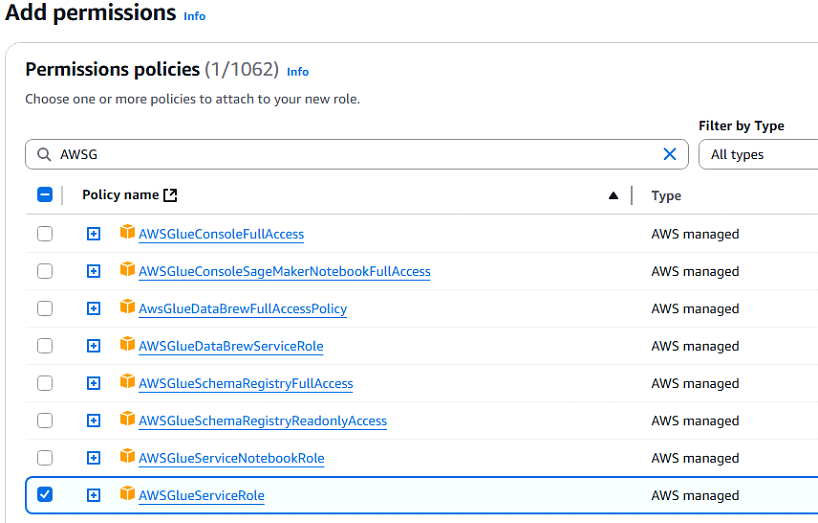 Add permissions Info
Permissions policies (1/1062) Info
Choose one or more policies to attach to your new role.
Filter by Type
AWSG
All types
Policy name
Type
AWSGlueConsoleFullAccess AWS managed
AWSGlueConsoleSageMakerNotebookFullAccess AWS managed
AwsGlueDataBrewFullAccessPolicy AWS managed
AWSGlueDataBrewServiceRole AWS managed
AWSGlueSchemaRegistryFullAccess AWS managed
AWSGlueSchemaRegistryReadonlyAccess AWS managed
AWSGlueServiceNotebookRole AWS managed
AWSGlueServiceRole AWS managed